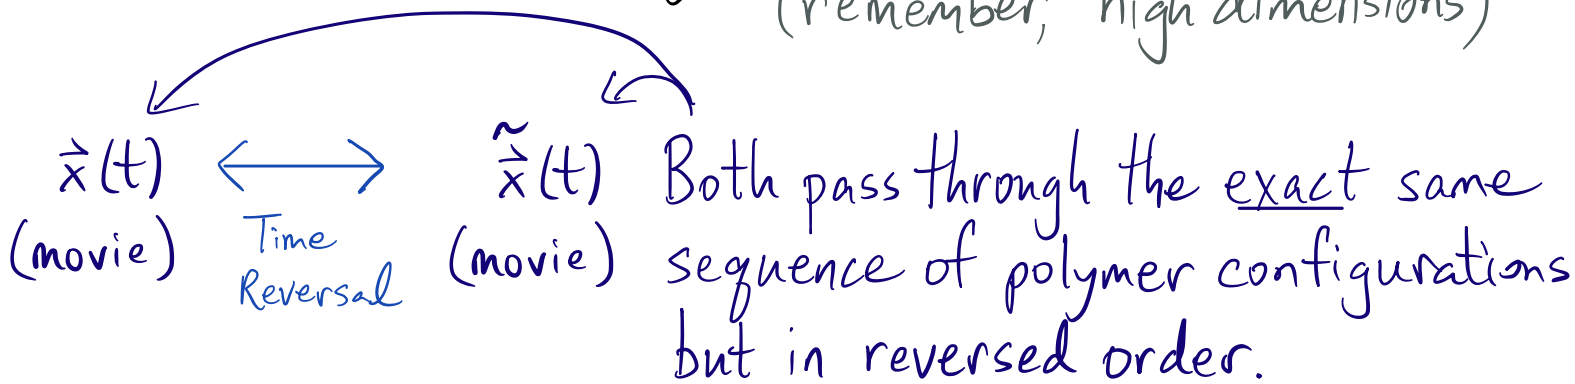 (remember, high dimensions)
x⃗(t) ⟷ x̃⃗(t) Both pass through the exact same
(movie) Time Reversal (movie) sequence of polymer configurations
but in reversed order.